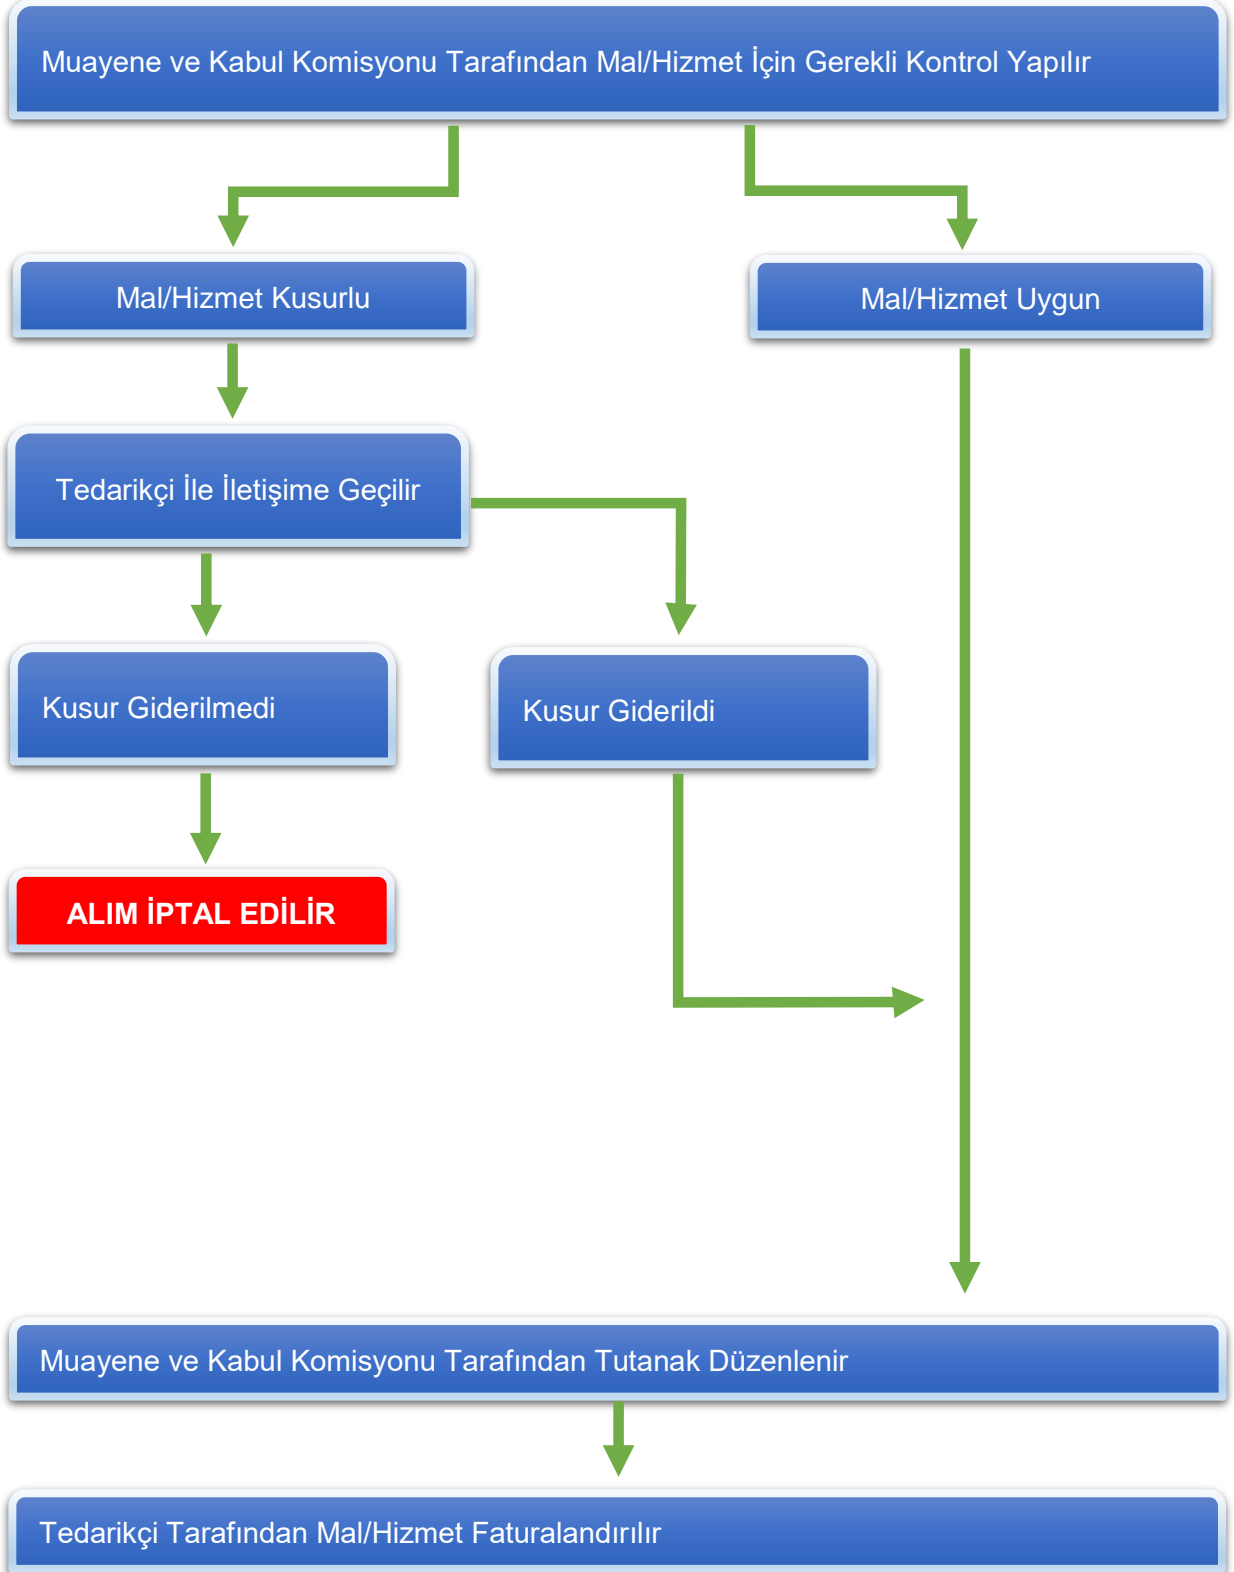 Muayene ve Kabul Komisyonu Tarafından Mal/Hizmet İçin Gerekli Kontrol Yapılır
Mal/Hizmet Kusurlu
Mal/Hizmet Uygun
Tedarikçi İle İletişime Geçilir
Kusur Giderilmedi
Kusur Giderildi
ALIM İPTAL EDİLİR
Muayene ve Kabul Komisyonu Tarafından Tutanak Düzenlenir
Tedarikçi Tarafından Mal/Hizmet Faturalandırılır